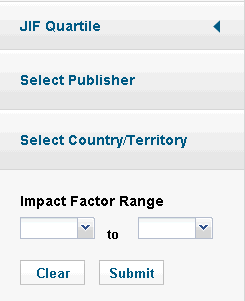 JIF Quartile
Select Publisher
Select Country/Territory
Impact Factor Range
to
Clear Submit